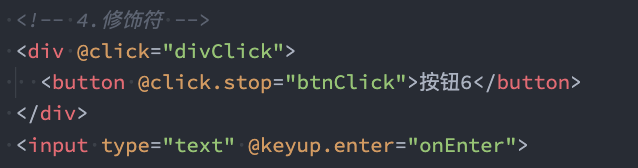 <!-- 4.修饰符 -->
<div @click="divClick">
  <button @click.stop="btnClick">按钮6</button>
</div>
<input type="text" @keyup.enter="onEnter">